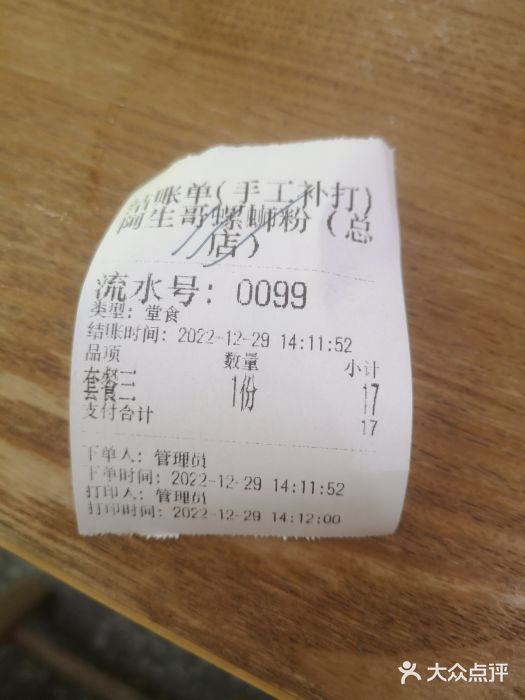 结账单(手工补打)
阿生哥螺蛳粉(总
店)
流水号: 0099
类型: 堂食
结账时间: 2022-12-29 14:11:52
品项 数量 小计
套餐二 1份 17
支付合计 17
下单人: 管理员
下单时间: 2022-12-29 14:11:52
打印人: 管理员
打印时间: 2022-12-29 14:12:00
大众点评